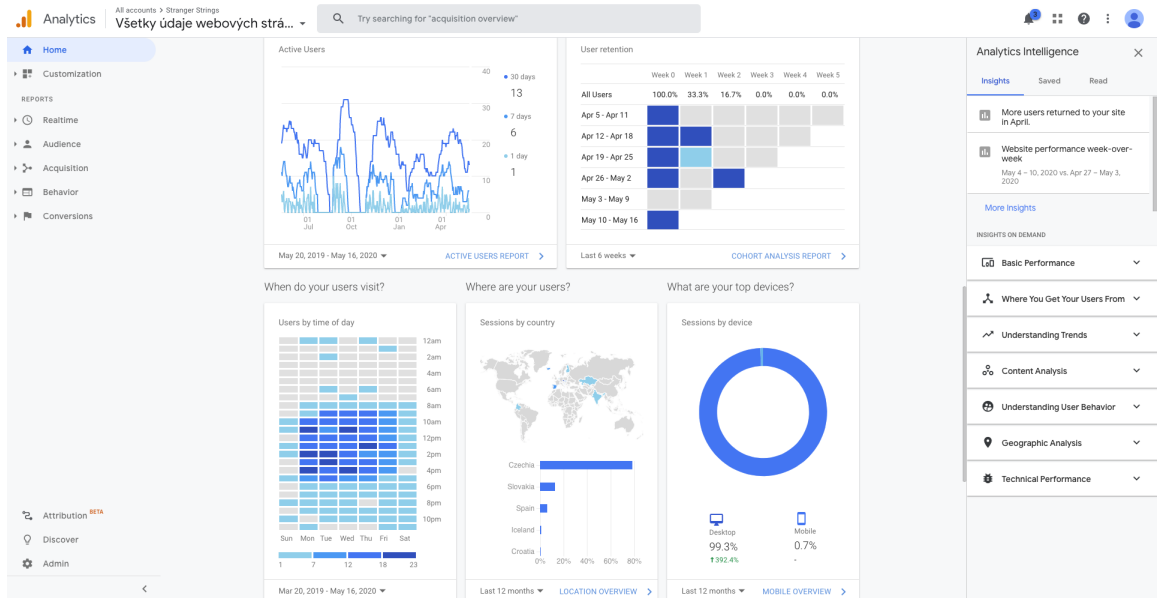 Analytics
All accounts > Stranger Strings
Všetky údaje webových strá...
Try searching for "acquisition overview"
3
Home
Customization
REPORTS
Realtime
Audience
Acquisition
Behavior
Conversions
Attribution BETA
Discover
Admin
Active Users
40
30
20
10
0
01 Jul
01 Oct
01 Jan
01 Apr
30 days
13
7 days
6
1 day
1
May 20, 2019 - May 16, 2020
ACTIVE USERS REPORT
User retention
Week 0 Week 1 Week 2 Week 3 Week 4 Week 5
All Users 100.0% 33.3% 16.7% 0.0% 0.0% 0.0%
Apr 5 - Apr 11
Apr 12 - Apr 18
Apr 19 - Apr 25
Apr 26 - May 2
May 3 - May 9
May 10 - May 16
Last 6 weeks
COHORT ANALYSIS REPORT
When do your users visit?
Users by time of day
12am
2am
4am
6am
8am
10am
12pm
2pm
4pm
6pm
8pm
10pm
Sun Mon Tue Wed Thu Fri Sat
1 7 12 18 23
Mar 20, 2019 - May 16, 2020
Where are your users?
Sessions by country
Czechia
Slovakia
Spain
Iceland
Croatia
0% 20% 40% 60% 80%
Last 12 months
LOCATION OVERVIEW
What are your top devices?
Sessions by device
Desktop
99.3%
392.4%
Mobile
0.7%
-
Last 12 months
MOBILE OVERVIEW
Analytics Intelligence
Insights Saved Read
More users returned to your site
in April.
Website performance week-over-
week
May 4 – 10, 2020 vs. Apr 27 – May 3,
2020
More Insights
INSIGHTS ON DEMAND
Basic Performance
Where You Get Your Users From
Understanding Trends
Content Analysis
Understanding User Behavior
Geographic Analysis
Technical Performance